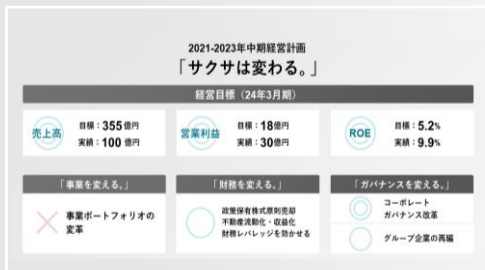 2021-2023年中期経営計画
「サクサは変わる。」
経営目標（24年3月期）
売上高
目標：355億円
実績：100 億円
営業利益
目標：18億円
実績：30億円
ROE
目標：5.2%
実績：9.9%
「事業を変える。」
事業ポートフォリオの
変革
「財務を変える。」
政策保有株式原則売却
不動産流動化・収益化
財務レバレッジを効かせる
「ガバナンスを変える。」
コーポレート
ガバナンス改革
グループ企業の再編